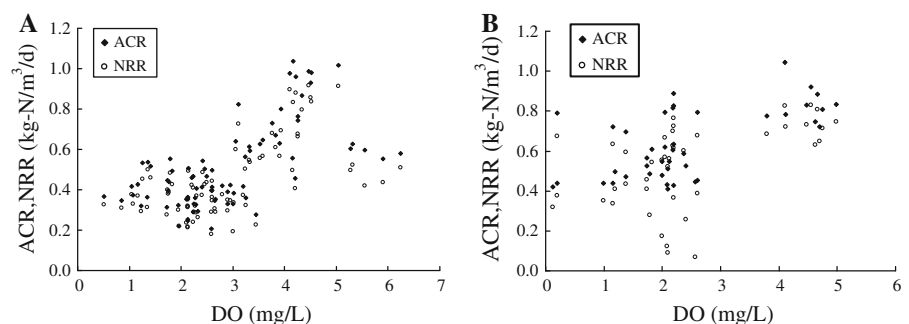 A
ACR
NRR
ACR,NRR (kg-N/m³/d)
1.2
1.0
0.8
0.6
0.4
0.2
0.0
0 1 2 3 4 5 6 7
DO (mg/L)
B
ACR
NRR
ACR,NRR (kg-N/m³/d)
1.2
1.0
0.8
0.6
0.4
0.2
0.0
0 1 2 3 4 5 6
DO (mg/L)